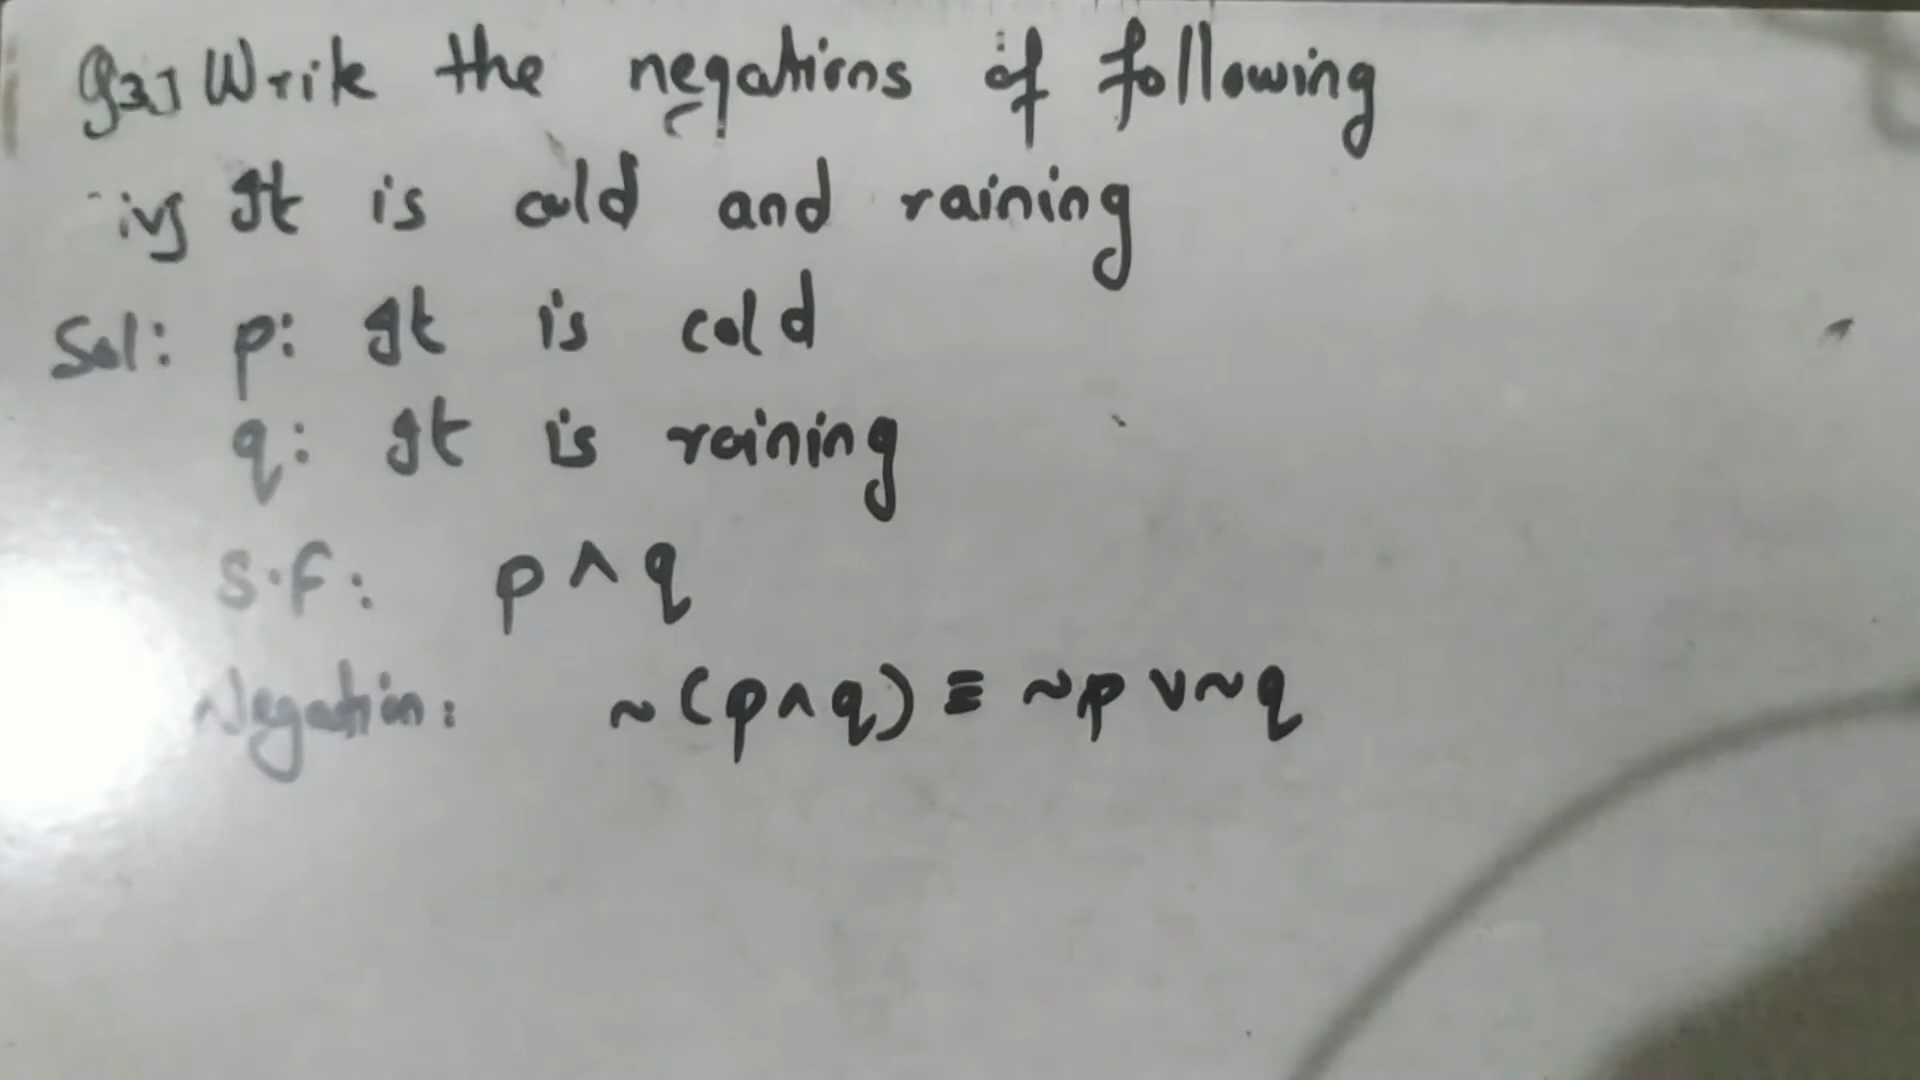 Q3] Write the negations of following
iv] It is cold and raining
Sol: p: It is cold
q: It is raining
S.F: p ∧ q
Negation: ~(p∧q) ≡ ~p ∨ ~q